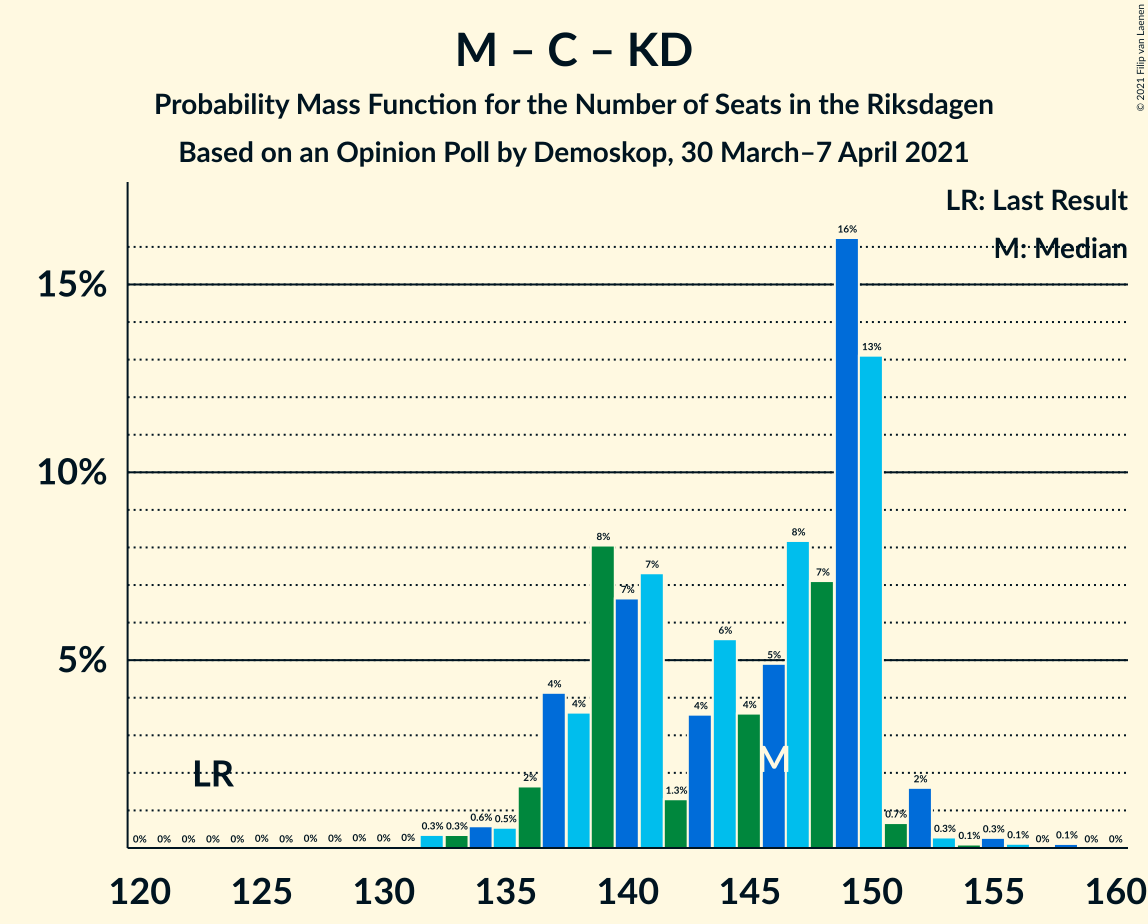 M – C – KD
Probability Mass Function for the Number of Seats in the Riksdagen
Based on an Opinion Poll by Demoskop, 30 March–7 April 2021
© 2021 Filip van Laenen
LR: Last Result
M: Median
15%
10%
5%
16%
13%
8%
8%
7%
7%
7%
6%
5%
4%
4%
4%
4%
M
LR
2%
1.3%
2%
0% 0% 0% 0% 0% 0% 0% 0% 0% 0% 0% 0% 0.3% 0.3% 0.6% 0.5% 0.7% 0.3% 0.1% 0.3% 0.1% 0% 0.1% 0% 0%
120 125 130 135 140 145 150 155 160